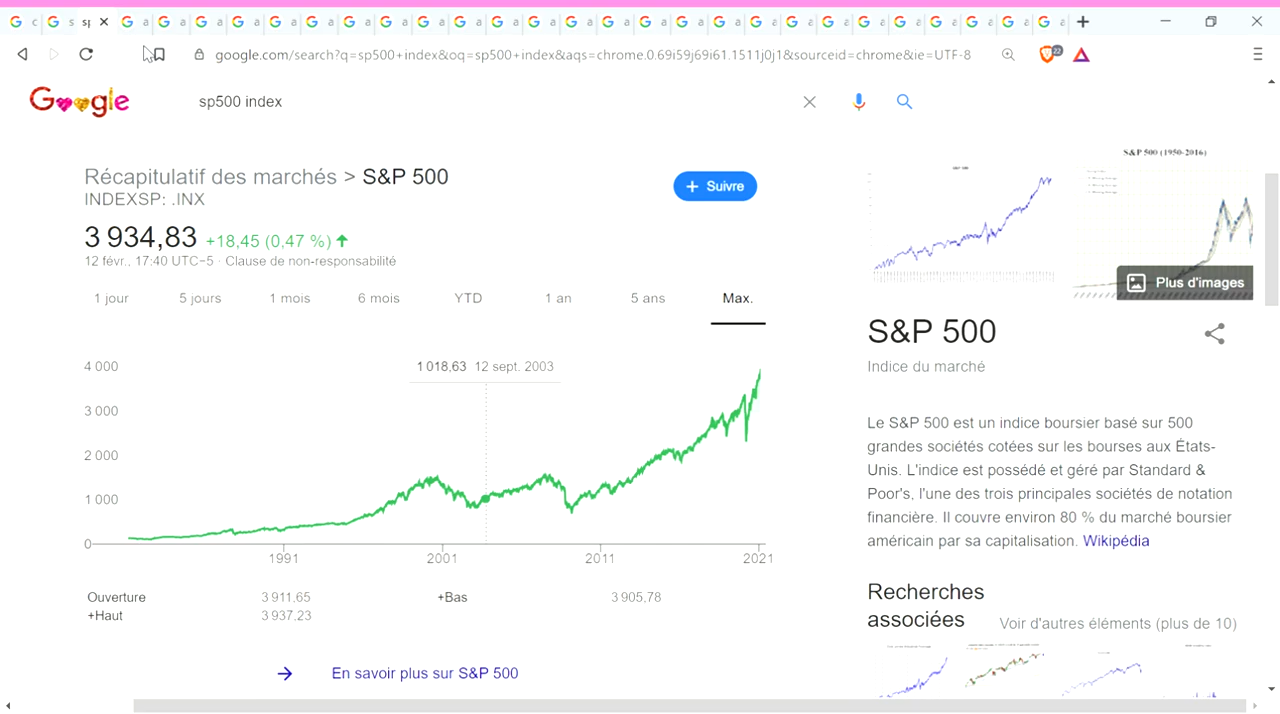 google.com/search?q=sp500+index&oq=sp500+index&aqs=chrome.0.69i59j69i61.1511j0j1&sourceid=chrome&ie=UTF-8
22
Google
sp500 index
Récapitulatif des marchés > S&P 500
INDEXSP: .INX
+ Suivre
3 934,83 +18,45 (0,47 %)
12 févr., 17:40 UTC−5 · Clause de non-responsabilité
1 jour 5 jours 1 mois 6 mois YTD 1 an 5 ans Max.
1 018,63 12 sept. 2003
4 000
3 000
2 000
1 000
0
1991 2001 2011 2021
Ouverture 3 911,65 +Bas 3 905,78
+Haut 3 937,23
→ En savoir plus sur S&P 500
S&P 500 (1950-2016)
Plus d'images
S&P 500
Indice du marché
Le S&P 500 est un indice boursier basé sur 500
grandes sociétés cotées sur les bourses aux États-
Unis. L'indice est possédé et géré par Standard &
Poor's, l'une des trois principales sociétés de notation
financière. Il couvre environ 80 % du marché boursier
américain par sa capitalisation. Wikipédia
Recherches
associées
Voir d'autres éléments (plus de 10)